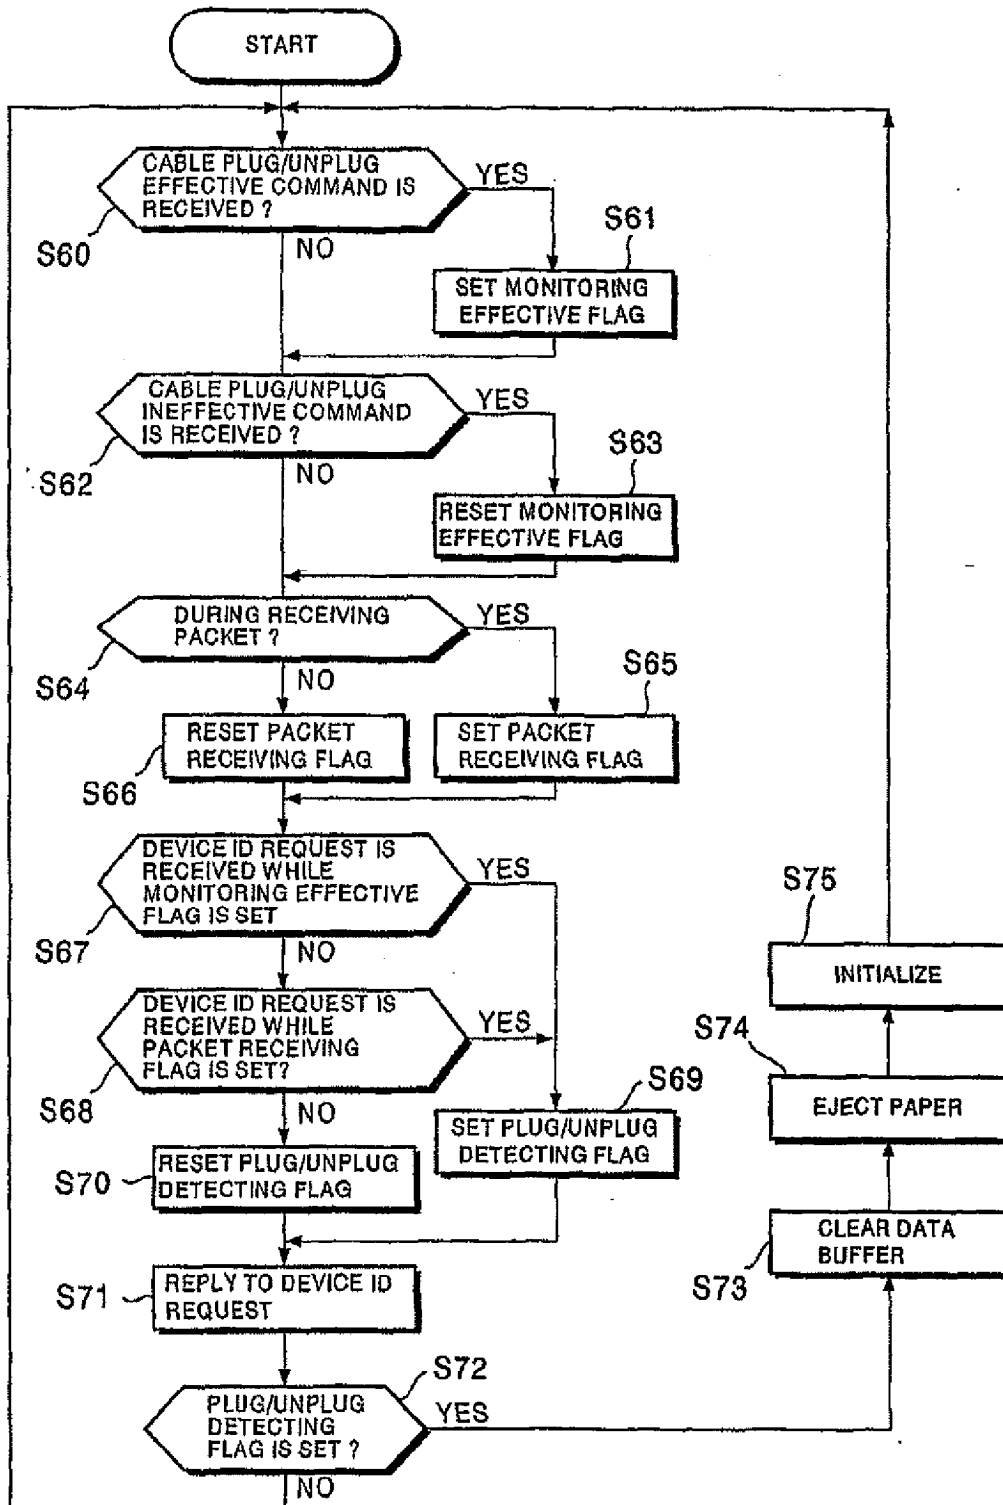 START
CABLE PLUG/UNPLUG
EFFECTIVE COMMAND IS
RECEIVED ?
YES
S60
NO
S61
SET MONITORING
EFFECTIVE FLAG
CABLE PLUG/UNPLUG
INEFFECTIVE COMMAND
IS RECEIVED ?
YES
S62
NO
S63
RESET MONITORING
EFFECTIVE FLAG
DURING RECEIVING
PACKET ?
YES
S64
NO
S65
RESET PACKET
RECEIVING FLAG
S66
SET PACKET
RECEIVING FLAG
DEVICE ID REQUEST IS
RECEIVED WHILE
MONITORING EFFECTIVE
FLAG IS SET
YES
S67
NO
S75
INITIALIZE
DEVICE ID REQUEST IS
RECEIVED WHILE
PACKET RECEIVING
FLAG IS SET?
YES
S68
NO
S74
EJECT PAPER
S69
SET PLUG/UNPLUG
DETECTING FLAG
S70
RESET PLUG/UNPLUG
DETECTING FLAG
CLEAR DATA
BUFFER
S73
S71
REPLY TO DEVICE ID
REQUEST
S72
PLUG/UNPLUG
DETECTING
FLAG IS SET ?
YES
NO